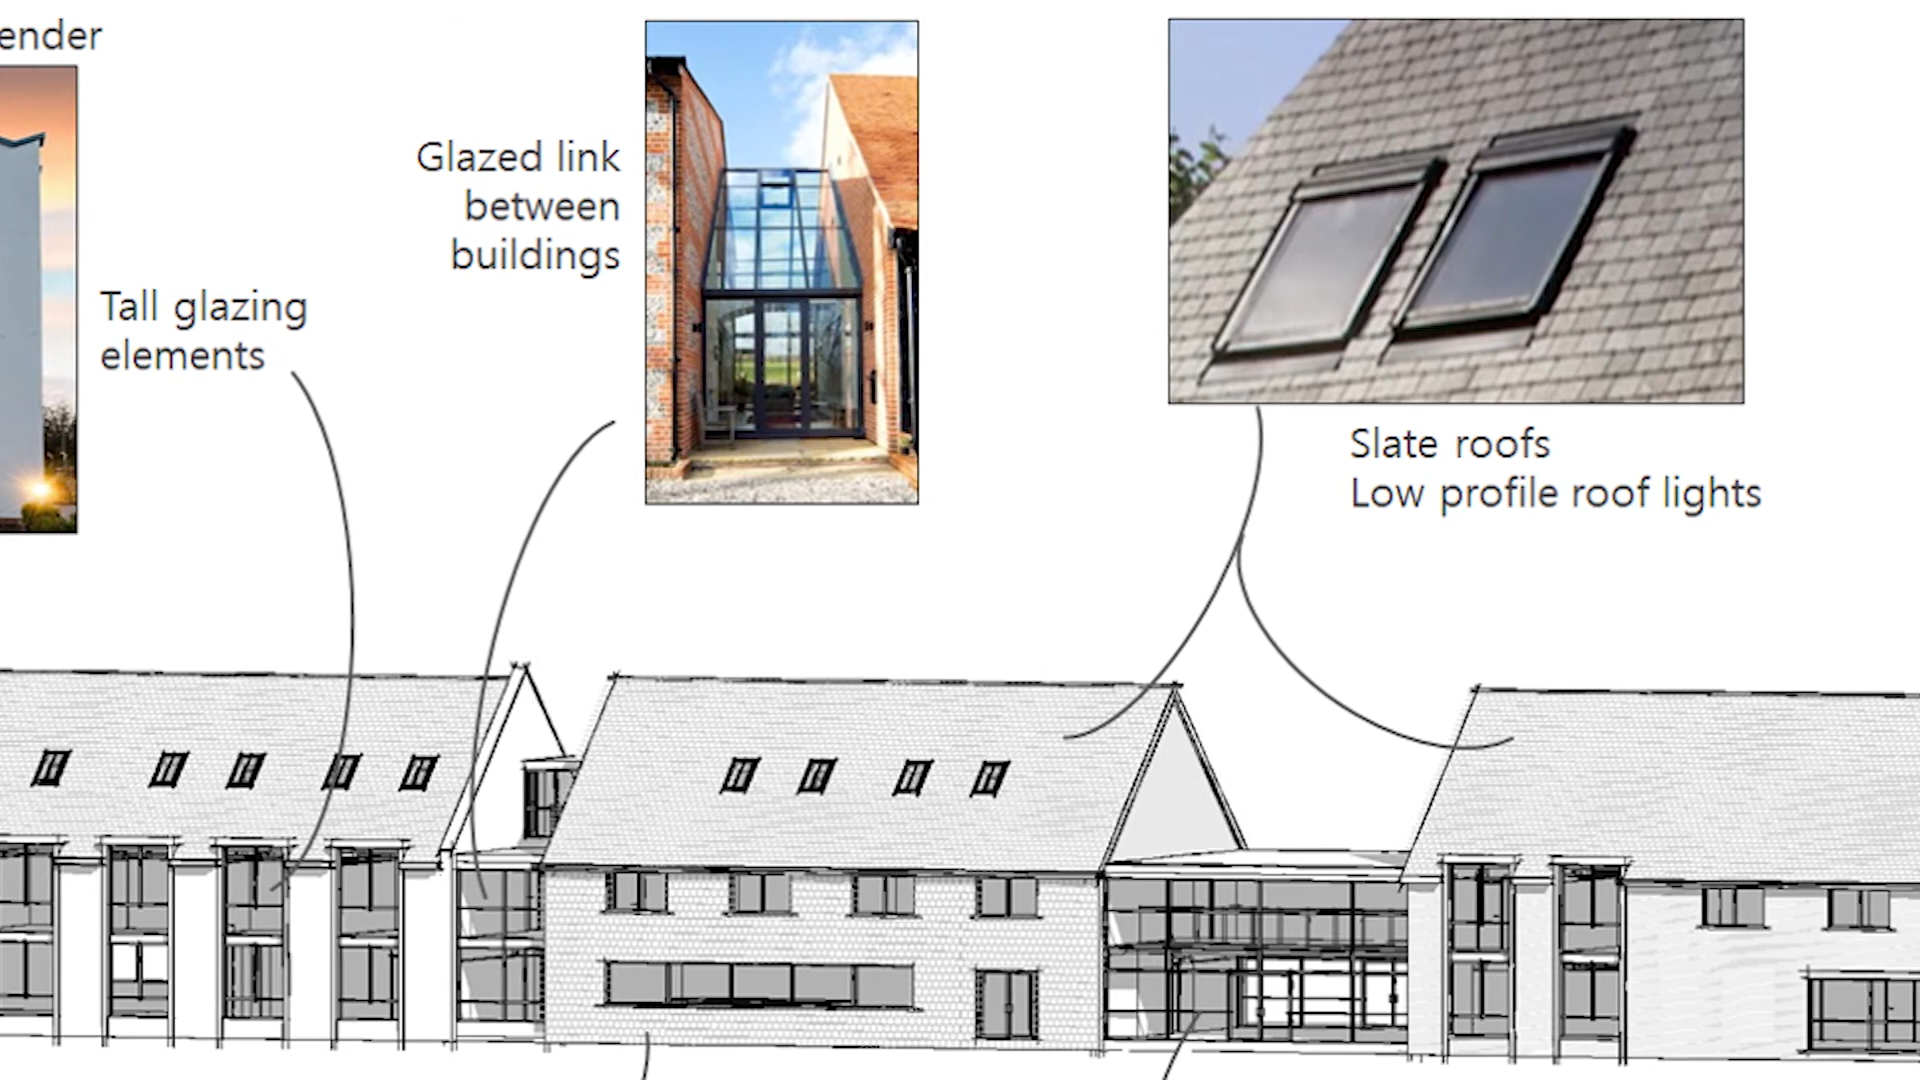 ender
Tall glazing
elements
Glazed link
between
buildings
Slate roofs
Low profile roof lights